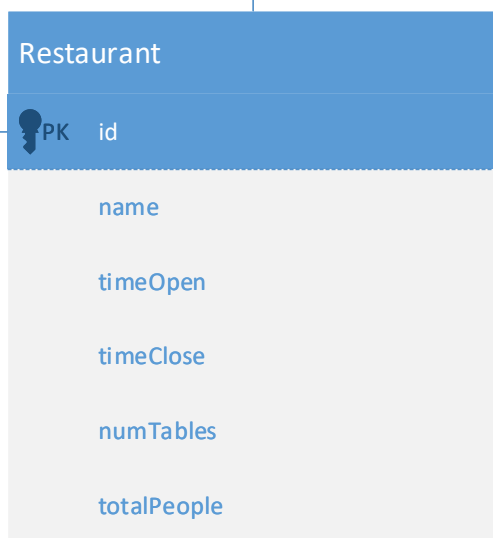 Restaurant
PK id
name
timeOpen
timeClose
numTables
totalPeople